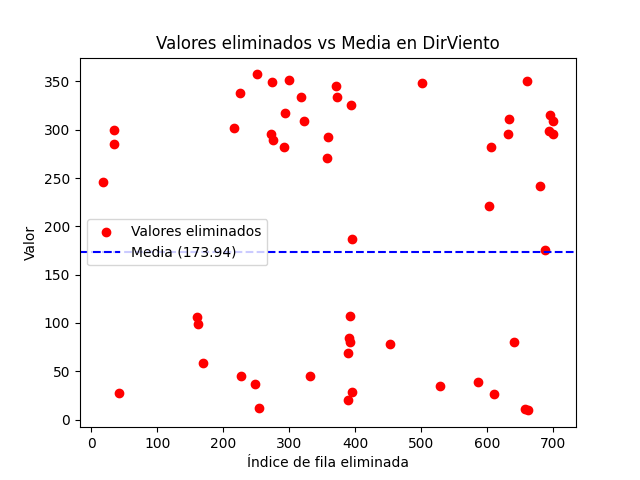 Valores eliminados vs Media en DirViento
Valor
350
300
250
200
150
100
50
0
Valores eliminados
Media (173.94)
0 100 200 300 400 500 600 700
Índice de fila eliminada